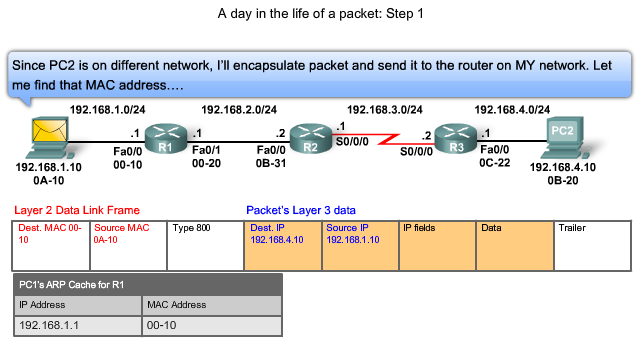 A day in the life of a packet: Step 1
Since PC2 is on different network, I'll encapsulate packet and send it to the router on MY network. Let
me find that MAC address….
192.168.1.0/24 192.168.2.0/24 192.168.3.0/24 192.168.4.0/24
.1 R1 .1 .2 R2 .1 .2 R3 .1 PC2
Fa0/0 Fa0/1 Fa0/0 S0/0/0 S0/0/0 Fa0/0
192.168.1.10 00-10 00-20 0B-31 0C-22 192.168.4.10
0A-10 0B-20
Layer 2 Data Link Frame Packet's Layer 3 data
Dest. MAC 00- Source MAC Type 800 Dest. IP Source IP IP fields Data Trailer
10 0A-10 192.168.4.10 192.168.1.10
PC1's ARP Cache for R1
IP Address MAC Address
192.168.1.1 00-10